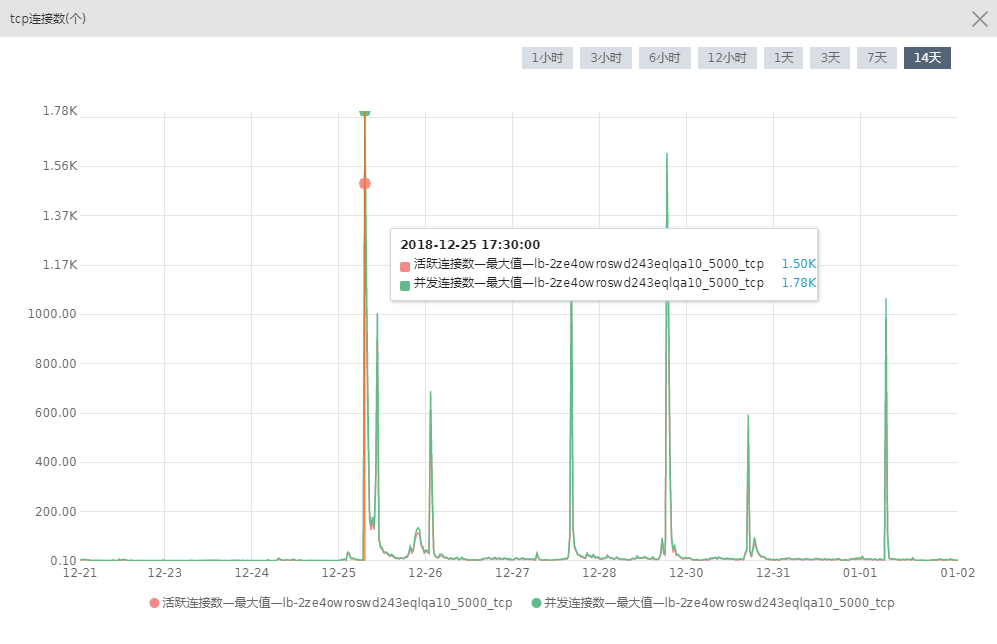 tcp连接数(个)
1小时 3小时 6小时 12小时 1天 3天 7天 14天
1.78K
1.56K
1.37K
1.17K
1000.00
800.00
600.00
400.00
200.00
0.10
2018-12-25 17:30:00
活跃连接数—最大值—lb-2ze4owroswd243eqlqa10_5000_tcp 1.50K
并发连接数—最大值—lb-2ze4owroswd243eqlqa10_5000_tcp 1.78K
12-21 12-23 12-24 12-25 12-26 12-27 12-28 12-30 12-31 01-01 01-02
活跃连接数—最大值—lb-2ze4owroswd243eqlqa10_5000_tcp 并发连接数—最大值—lb-2ze4owroswd243eqlqa10_5000_tcp